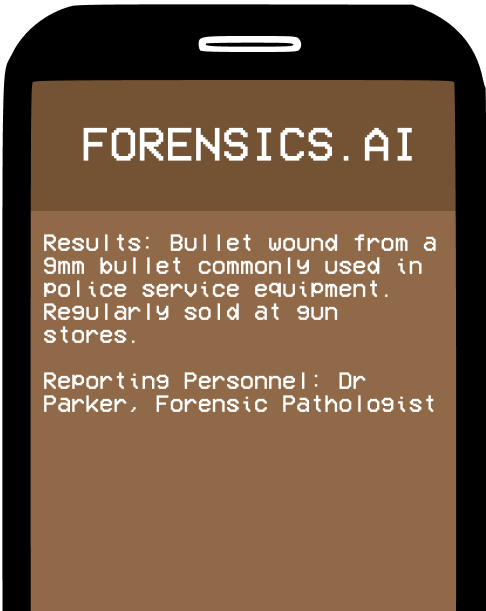 FORENSICS.AI
Results: Bullet wound from a
9mm bullet commonly used in
police service equipment.
Regularly sold at gun
stores.
Reporting Personnel: Dr
Parker, Forensic Pathologist